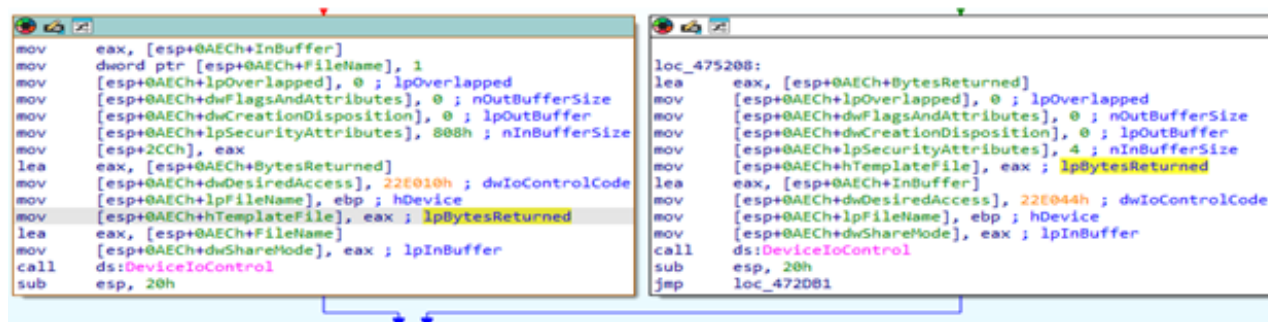 mov eax, [esp+0AECh+InBuffer]
mov dword ptr [esp+0AECh+FileName], 1
mov [esp+0AECh+lpOverlapped], 0 ; lpOverlapped
mov [esp+0AECh+dwFlagsAndAttributes], 0 ; nOutBufferSize
mov [esp+0AECh+dwCreationDisposition], 0 ; lpOutBuffer
mov [esp+0AECh+lpSecurityAttributes], 808h ; nInBufferSize
mov [esp+2CCh], eax
lea eax, [esp+0AECh+BytesReturned]
mov [esp+0AECh+dwDesiredAccess], 22E010h ; dwIoControlCode
mov [esp+0AECh+lpFileName], ebp ; hDevice
mov [esp+0AECh+hTemplateFile], eax ; lpBytesReturned
lea eax, [esp+0AECh+FileName]
mov [esp+0AECh+dwShareMode], eax ; lpInBuffer
call ds:DeviceIoControl
sub esp, 20h
loc_475208:
lea eax, [esp+0AECh+BytesReturned]
mov [esp+0AECh+lpOverlapped], 0 ; lpOverlapped
mov [esp+0AECh+dwFlagsAndAttributes], 0 ; nOutBufferSize
mov [esp+0AECh+dwCreationDisposition], 0 ; lpOutBuffer
mov [esp+0AECh+lpSecurityAttributes], 4 ; nInBufferSize
mov [esp+0AECh+hTemplateFile], eax ; lpBytesReturned
lea eax, [esp+0AECh+InBuffer]
mov [esp+0AECh+dwDesiredAccess], 22E044h ; dwIoControlCode
mov [esp+0AECh+lpFileName], ebp ; hDevice
mov [esp+0AECh+dwShareMode], eax ; lpInBuffer
call ds:DeviceIoControl
sub esp, 20h
jmp loc_472DB1